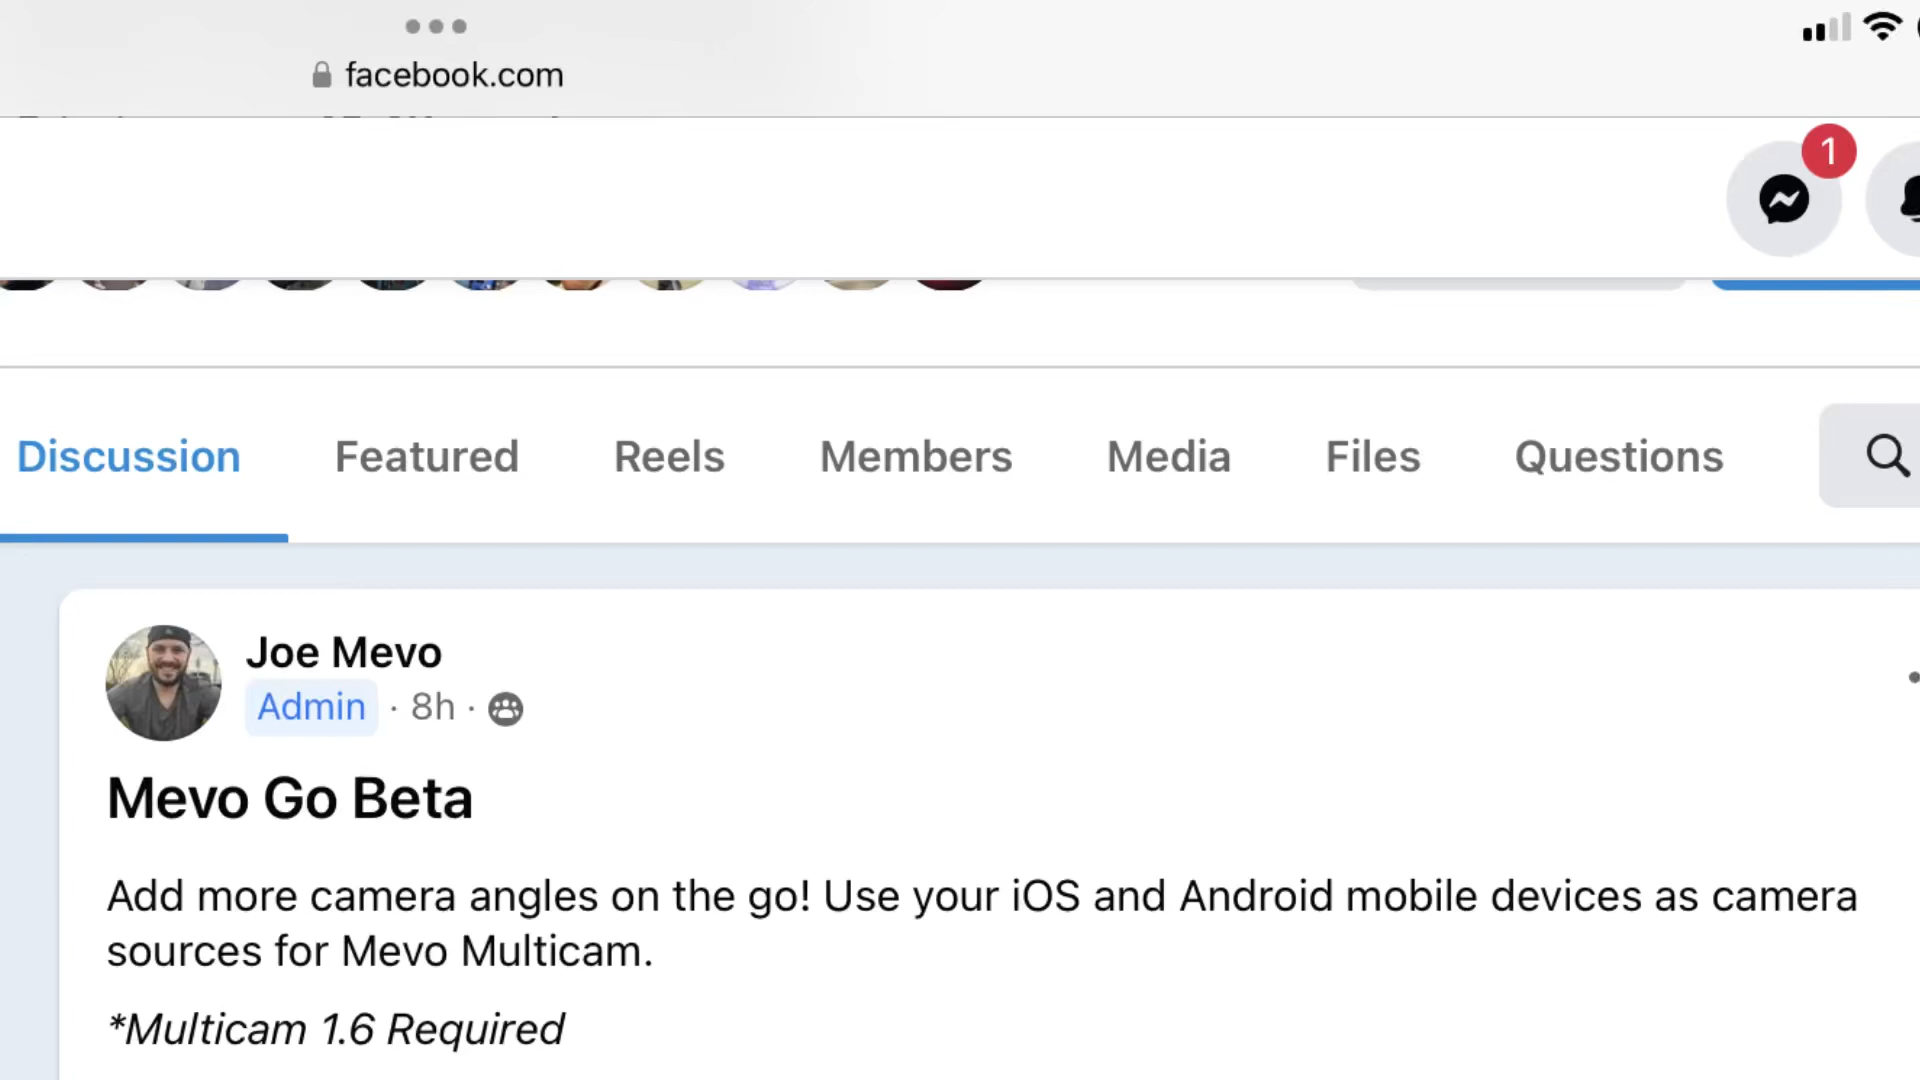 facebook.com
1
Discussion Featured Reels Members Media Files Questions
Joe Mevo
Admin · 8h ·
Mevo Go Beta
Add more camera angles on the go! Use your iOS and Android mobile devices as camera
sources for Mevo Multicam.
*Multicam 1.6 Required